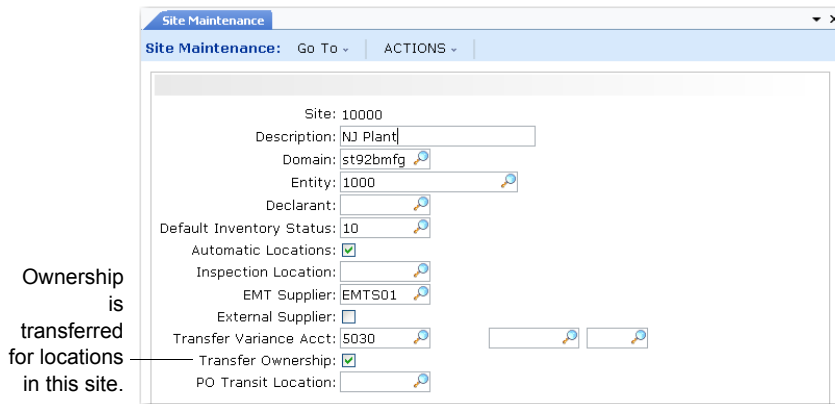 Site Maintenance
Site Maintenance: Go To ACTIONS
Site: 10000
Description: NJ Plant
Domain: st92bmfg
Entity: 1000
Declarant:
Default Inventory Status: 10
Automatic Locations:
Inspection Location:
EMT Supplier: EMTS01
External Supplier:
Transfer Variance Acct: 5030
Transfer Ownership:
PO Transit Location:
Ownership
is
transferred
for locations
in this site.